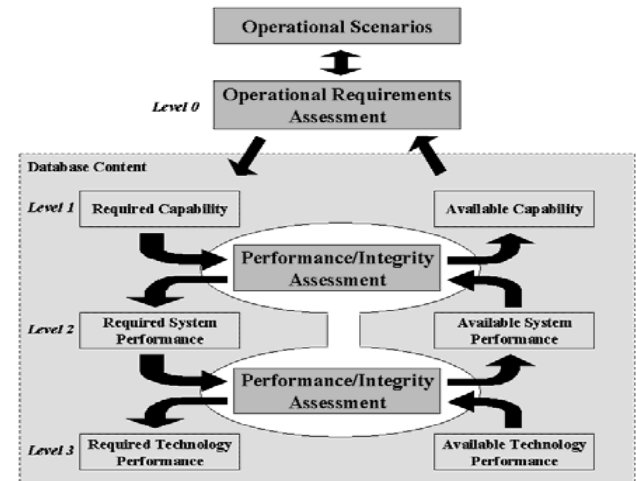 Operational Scenarios
Level 0
Operational Requirements
Assessment
Database Content
Level 1
Required Capability
Available Capability
Performance/Integrity
Assessment
Level 2
Required System
Performance
Available System
Performance
Performance/Integrity
Assessment
Level 3
Required Technology
Performance
Available Technology
Performance